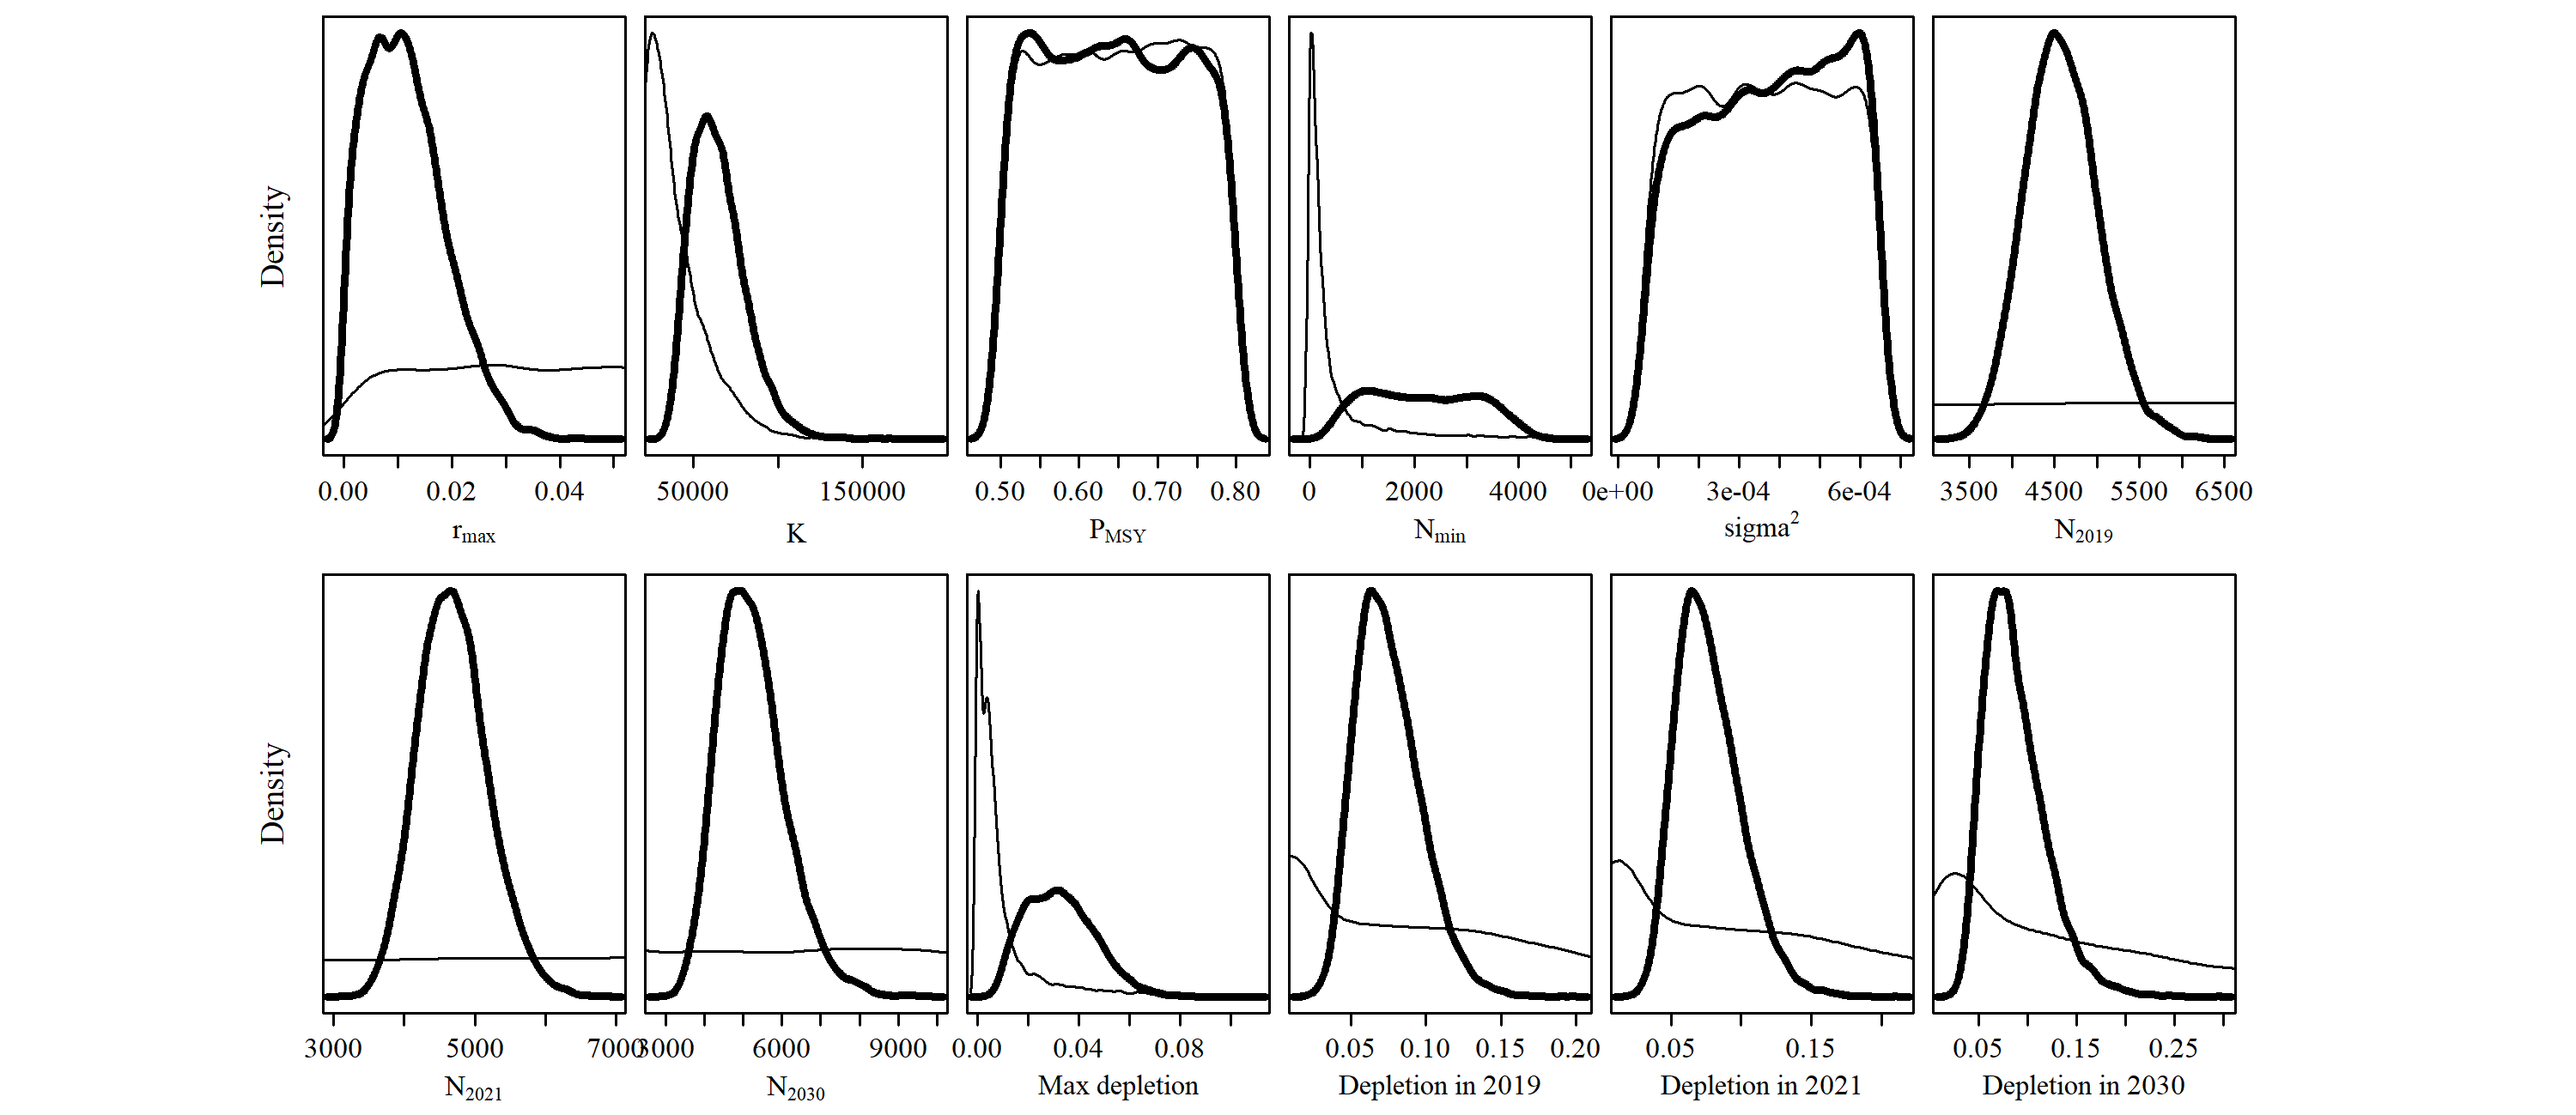 Density
0.00 0.02 0.04
r_max
50000 150000
K
0.50 0.60 0.70 0.80
P_MSY
0 2000 4000
N_min
0e+00 3e-04 6e-04
sigma²
3500 4500 5500 6500
N_2019
Density
3000 5000 7000
N_2021
3000 6000 9000
N_2030
0.00 0.04 0.08
Max depletion
0.05 0.10 0.15 0.20
Depletion in 2019
0.05 0.15
Depletion in 2021
0.05 0.15 0.25
Depletion in 2030